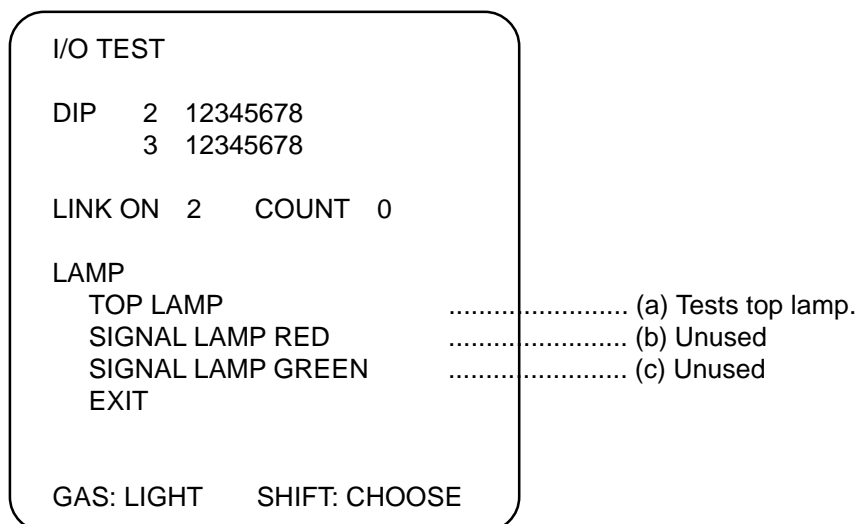 I/O TEST
DIP 2 12345678
3 12345678
LINK ON 2 COUNT 0
LAMP
TOP LAMP ........................ (a) Tests top lamp.
SIGNAL LAMP RED ........................ (b) Unused
SIGNAL LAMP GREEN ........................ (c) Unused
EXIT
GAS: LIGHT SHIFT: CHOOSE